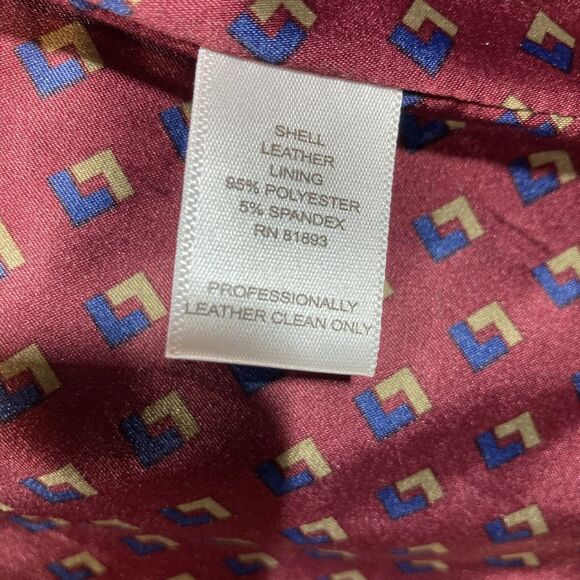 SHELL
LEATHER
LINING
95% POLYESTER
5% SPANDEX
RN 81893
PROFESSIONALLY
LEATHER CLEAN ONLY